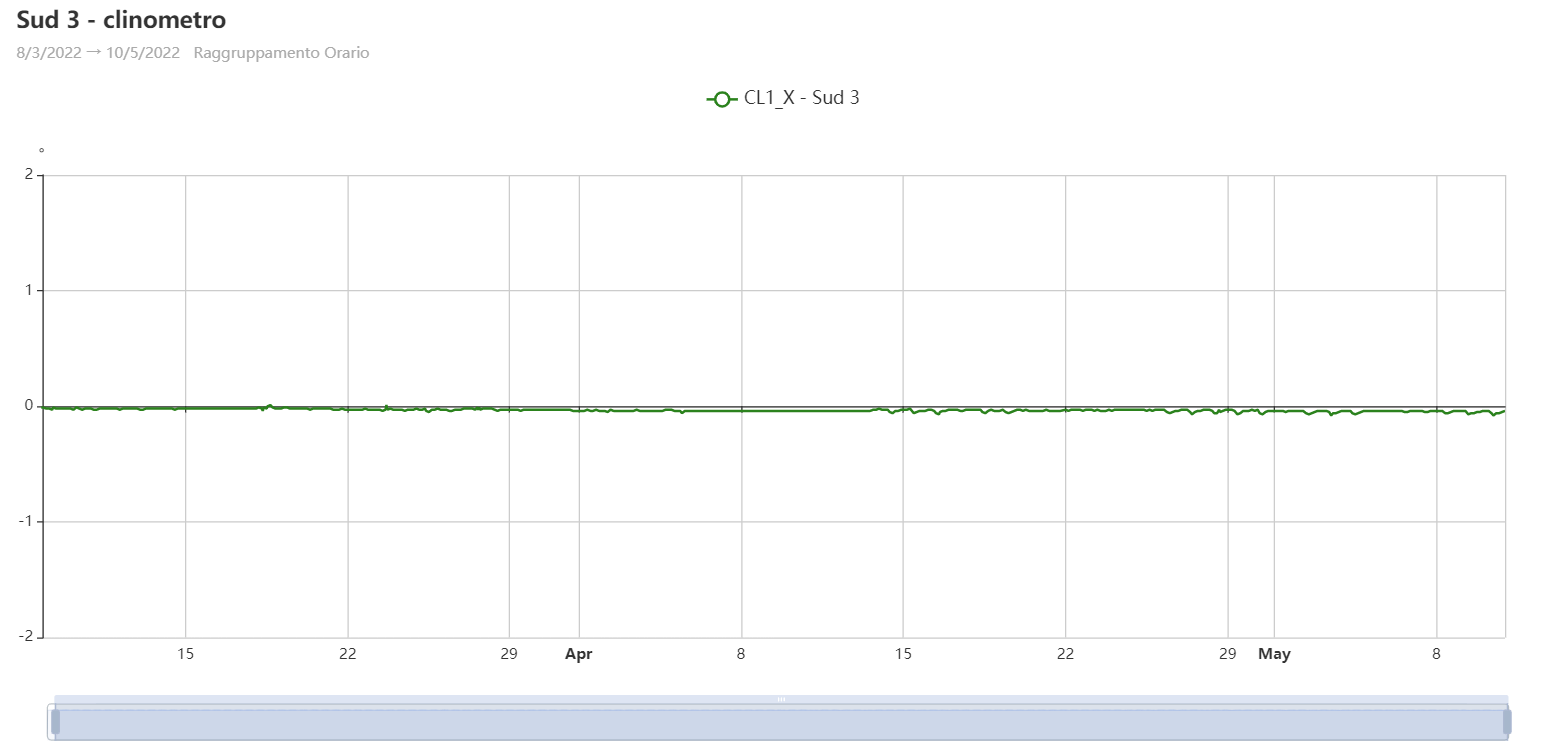 Sud 3 - clinometro
8/3/2022 → 10/5/2022 Raggruppamento Orario
CL1_X - Sud 3
°
2
1
0
-1
-2
15 22 29 Apr 8 15 22 29 May 8